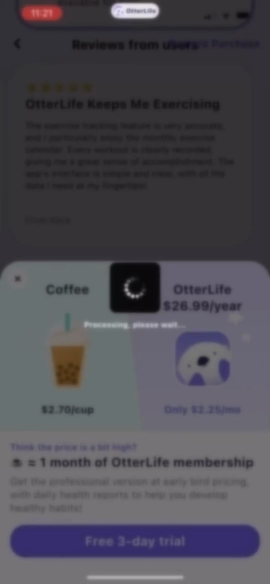 11:21
OtterLife
Reviews from users
Purchase
OtterLife Keeps Me Exercising
The exercise tracking feature is very accurate,
and I particularly enjoy the monthly exercise
calendar. Every workout is clearly recorded,
giving me a great sense of accomplishment. The
app's interface is simple and clear, with all the
data I need at my fingertips!
Coffee
OtterLife
$26.99/year
Processing, please wait...
$2.70/cup
Only $2.25/mo
Think the price is a bit high?
= 1 month of OtterLife membership
Get the professional version at early bird pricing,
with daily health reports to help you develop
healthy habits!
Free 3-day trial